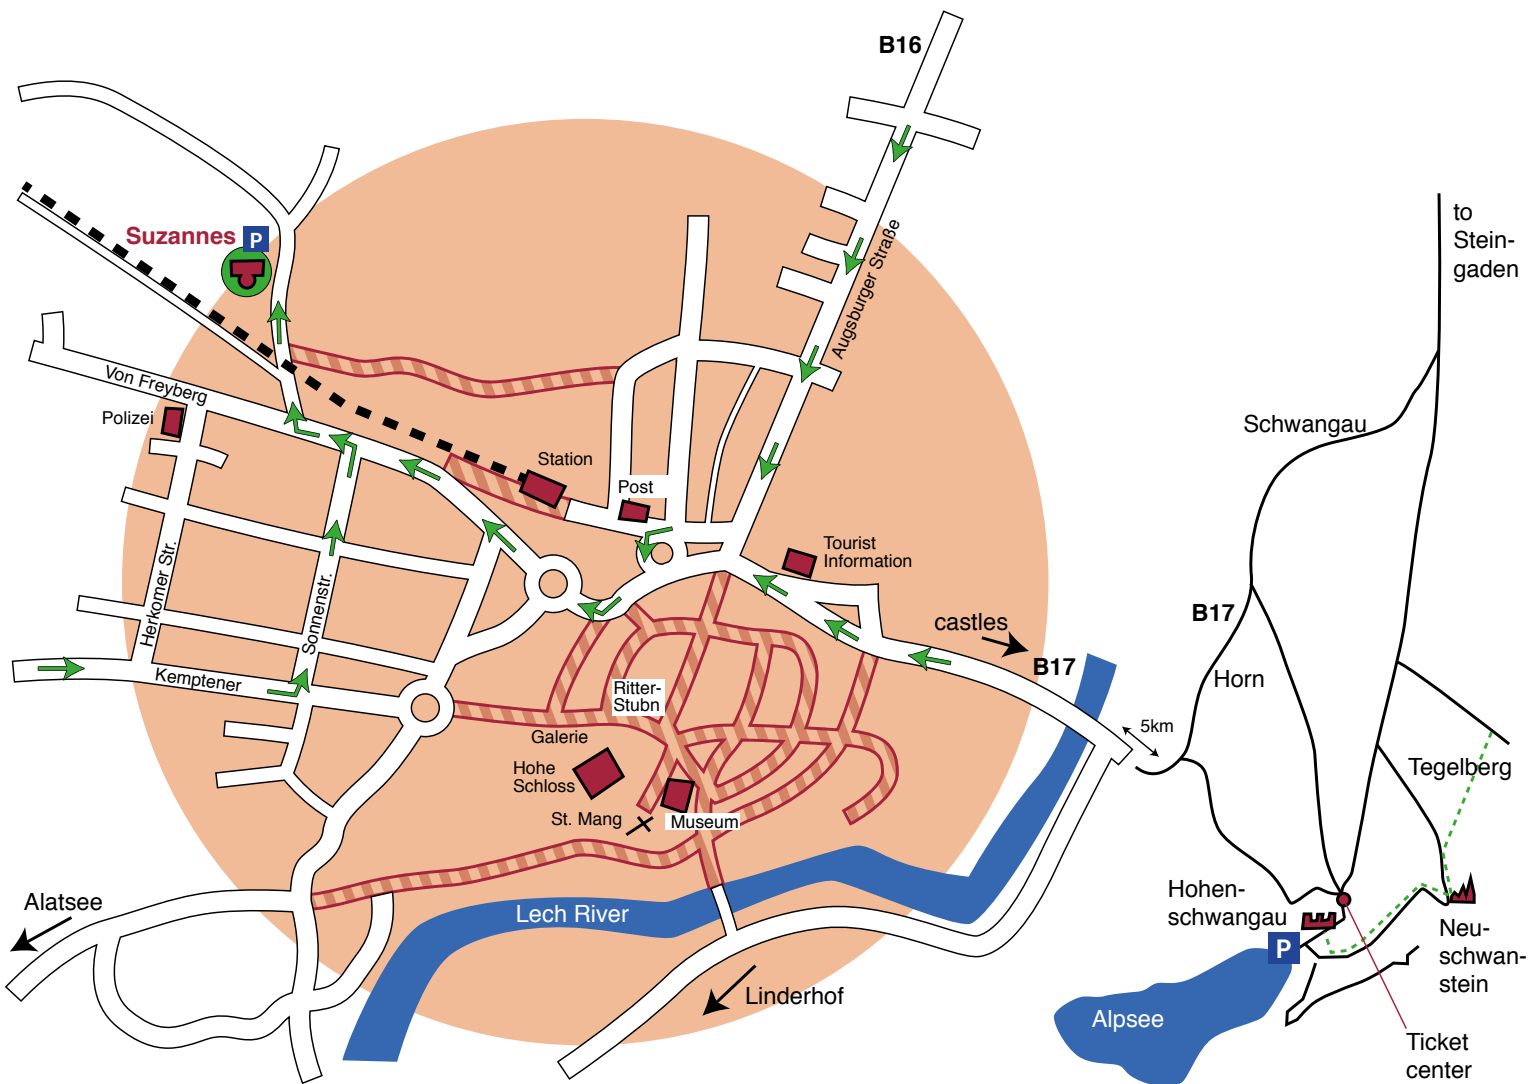 B16
to
Stein-
gaden
Suzannes P
Augsburger Straße
Von Freyberg
Polizei
Schwangau
Station
Post
Tourist
Information
Herkomer Str.
Sonnenstr.
castles
B17
B17
Kemptener
Ritter-
Stubn
Horn
5km
Galerie
Hohe
Schloss
Tegelberg
St. Mang
Museum
Alatsee
Lech River
Hohen-
schwangau
P
Neu-
schwan-
stein
Linderhof
Alpsee
Ticket
center